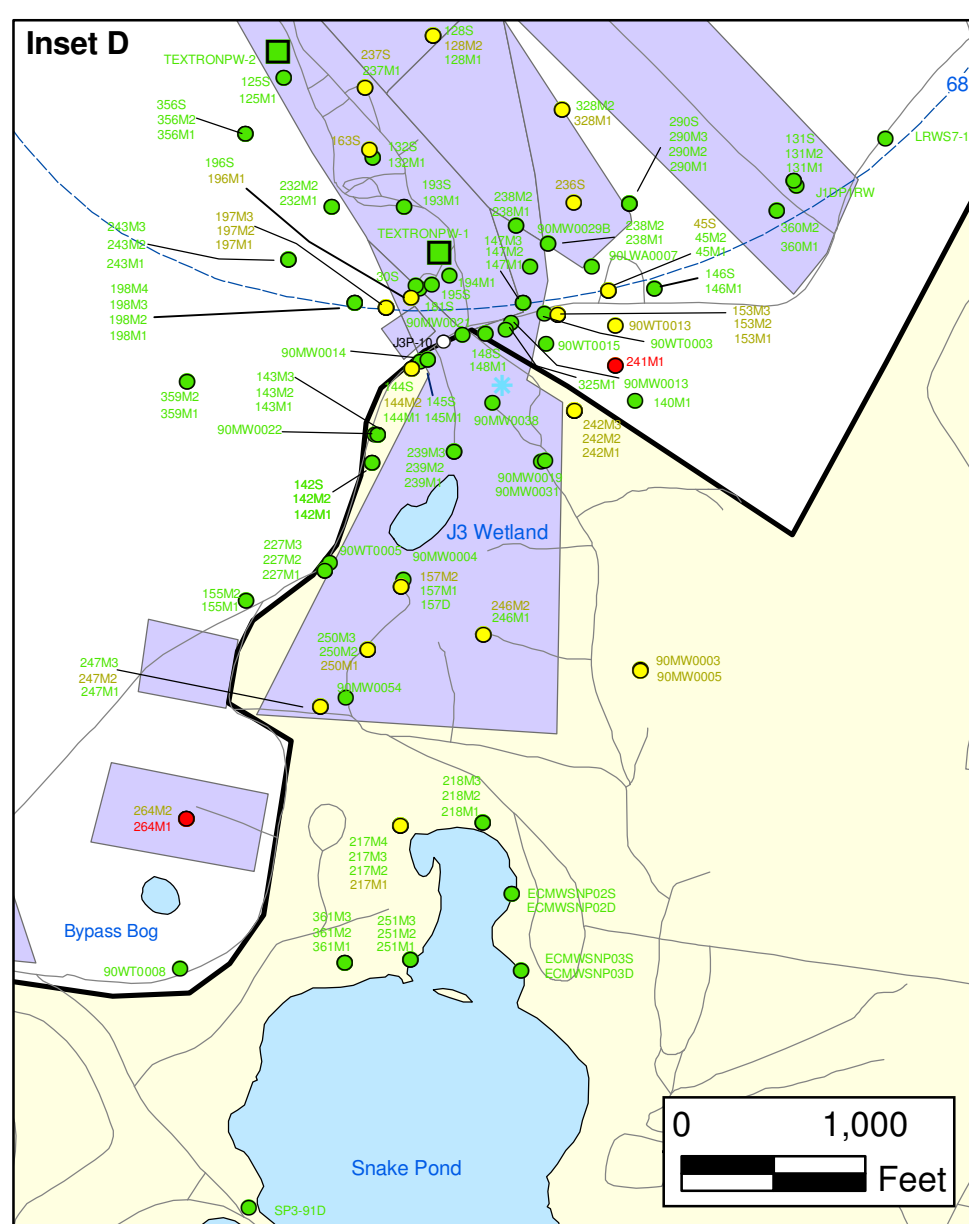 Inset D
TEXTRONPW-2
125S
125M1
237S
237M1
128S
128M2
128M1
356S
356M2
356M1
163S
132S
132M1
328M2
328M1
290S
290M3
290M2
290M1
131S
131M2
131M1
J1DP1RW
LRWS7-1
68
360M2
360M1
196S
196M1
232M2
232M1
193S
193M1
236S
238M2
238M1
90MW0029B
238M2
238M1
45S
45M2
45M1
197M3
197M2
197M1
243M3
243M2
243M1
TEXTRONPW-1
147M3
147M2
147M1
90LWA0007
146S
146M1
30S
194M1
195S
181S
198M4
198M3
198M2
198M1
90MW0021
J3P-10
153M3
153M2
153M1
90WT0013
90WT0003
90WT0015
90MW0014
148S
148M1
241M1
325M1
90MW0013
140M1
359M2
359M1
143M3
143M2
143M1
144S
144M2
144M1
145S
145M1
90MW0038
242M3
242M2
242M1
90MW0022
239M3
239M2
239M1
90MW0019
90MW0031
142S
142M2
142M1
J3 Wetland
227M3
227M2
227M1
90WT0005
90MW0004
157M2
157M1
157D
155M2
155M1
246M2
246M1
250M3
250M2
250M1
247M3
247M2
247M1
90MW0054
90MW0003
90MW0005
264M2
264M1
218M3
218M2
218M1
217M4
217M3
217M2
217M1
ECMWSNP02S
ECMWSNP02D
Bypass Bog
361M3
361M2
361M1
251M3
251M2
251M1
90WT0008
ECMWSNP03S
ECMWSNP03D
0 1,000
Feet
Snake Pond
SP3-91D